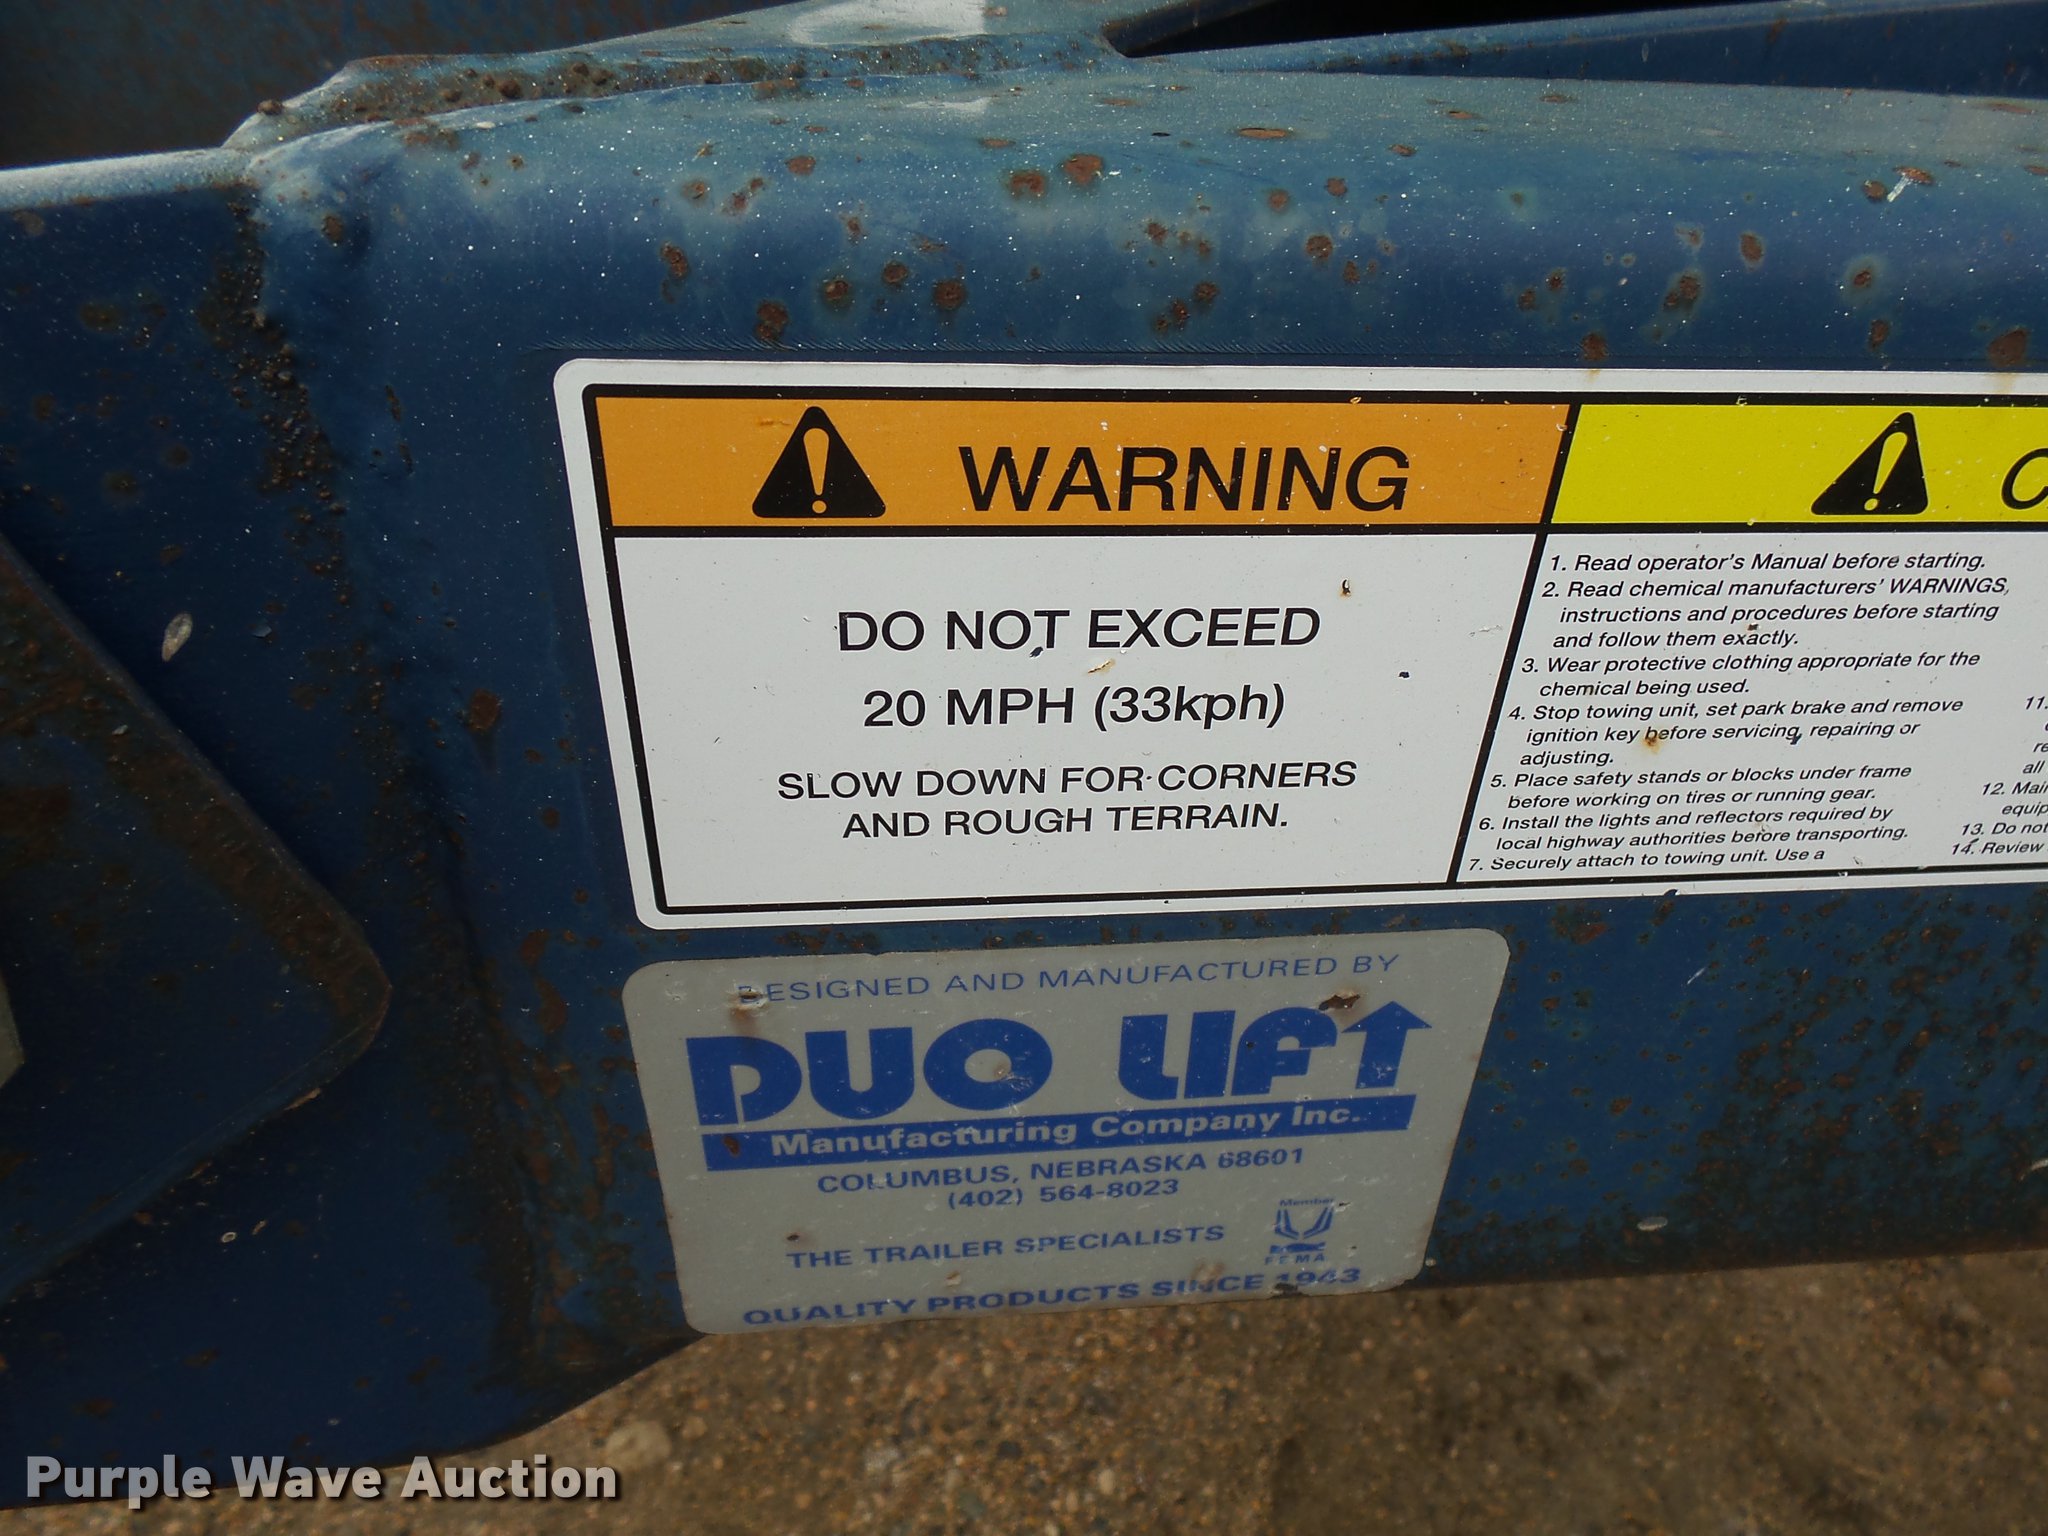 WARNING
DO NOT EXCEED
20 MPH (33kph)
SLOW DOWN FOR CORNERS
AND ROUGH TERRAIN.
C
1. Read operator's Manual before starting.
2. Read chemical manufacturers' WARNINGS,
instructions and procedures before starting
and follow them exactly.
3. Wear protective clothing appropriate for the
chemical being used.
4. Stop towing unit, set park brake and remove
ignition key before servicing, repairing or
adjusting.
5. Place safety stands or blocks under frame
before working on tires or running gear.
6. Install the lights and reflectors required by
local highway authorities before transporting.
7. Securely attach to towing unit. Use a
11.
re
all
12. Mai
equip
13. Do not
14. Review
DESIGNED AND MANUFACTURED BY
DUO LIFT
Manufacturing Company Inc.
COLUMBUS, NEBRASKA 68601
(402) 564-8023
THE TRAILER SPECIALISTS
Member
FEMA
QUALITY PRODUCTS SINCE 1943
Purple Wave Auction